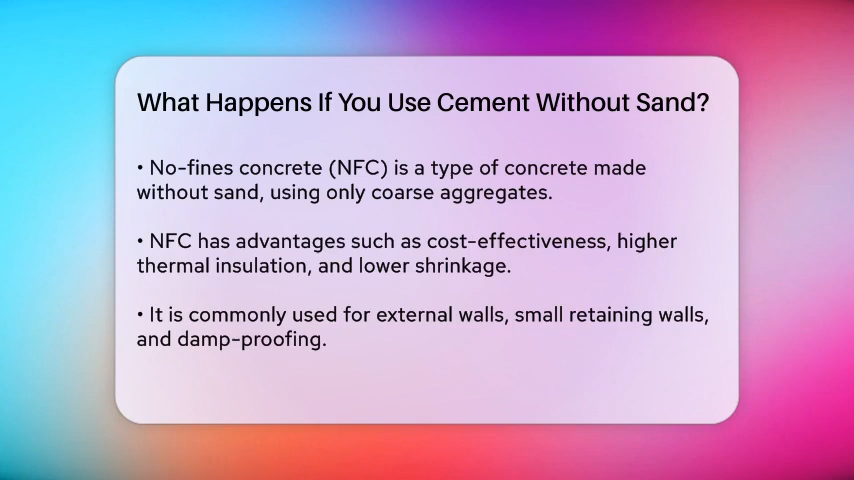 What Happens If You Use Cement Without Sand?
• No-fines concrete (NFC) is a type of concrete made
without sand, using only coarse aggregates.
• NFC has advantages such as cost-effectiveness, higher
thermal insulation, and lower shrinkage.
• It is commonly used for external walls, small retaining walls,
and damp-proofing.